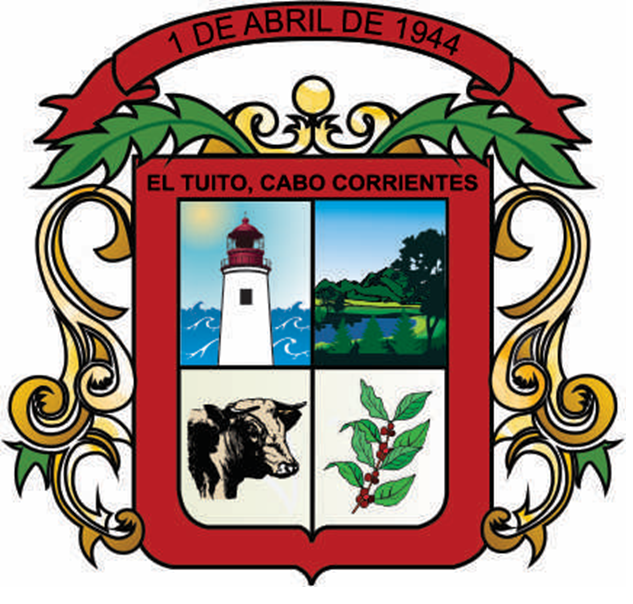 1 DE ABRIL DE 1944
EL TUITO, CABO CORRIENTES